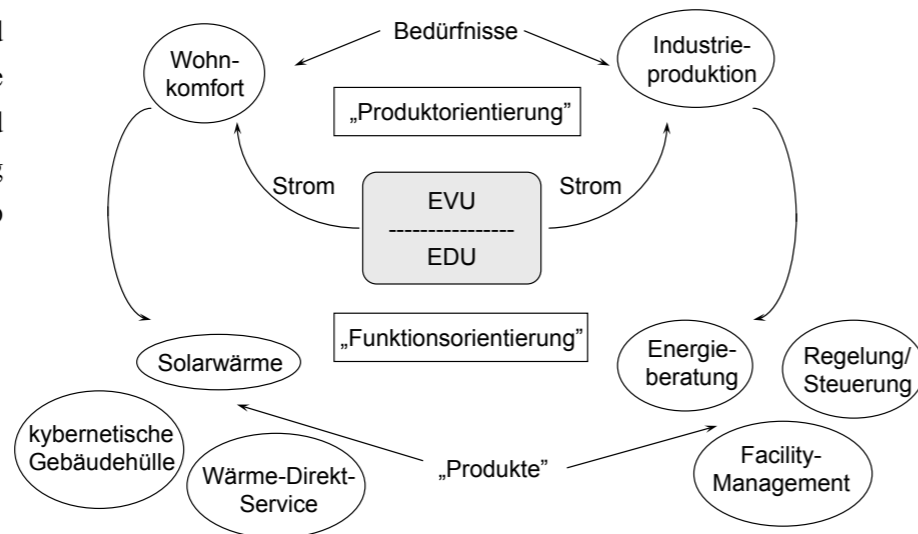 d
e
d
g
o
Bedürfnisse
Wohn-
komfort
Industrie-
produktion
„Produktorientierung”
Strom
Strom
EVU
----------------
EDU
„Funktionsorientierung”
Solarwärme
kybernetische
Gebäudehülle
Wärme-Direkt-
Service
„Produkte”
Energie-
beratung
Regelung/
Steuerung
Facility-
Management